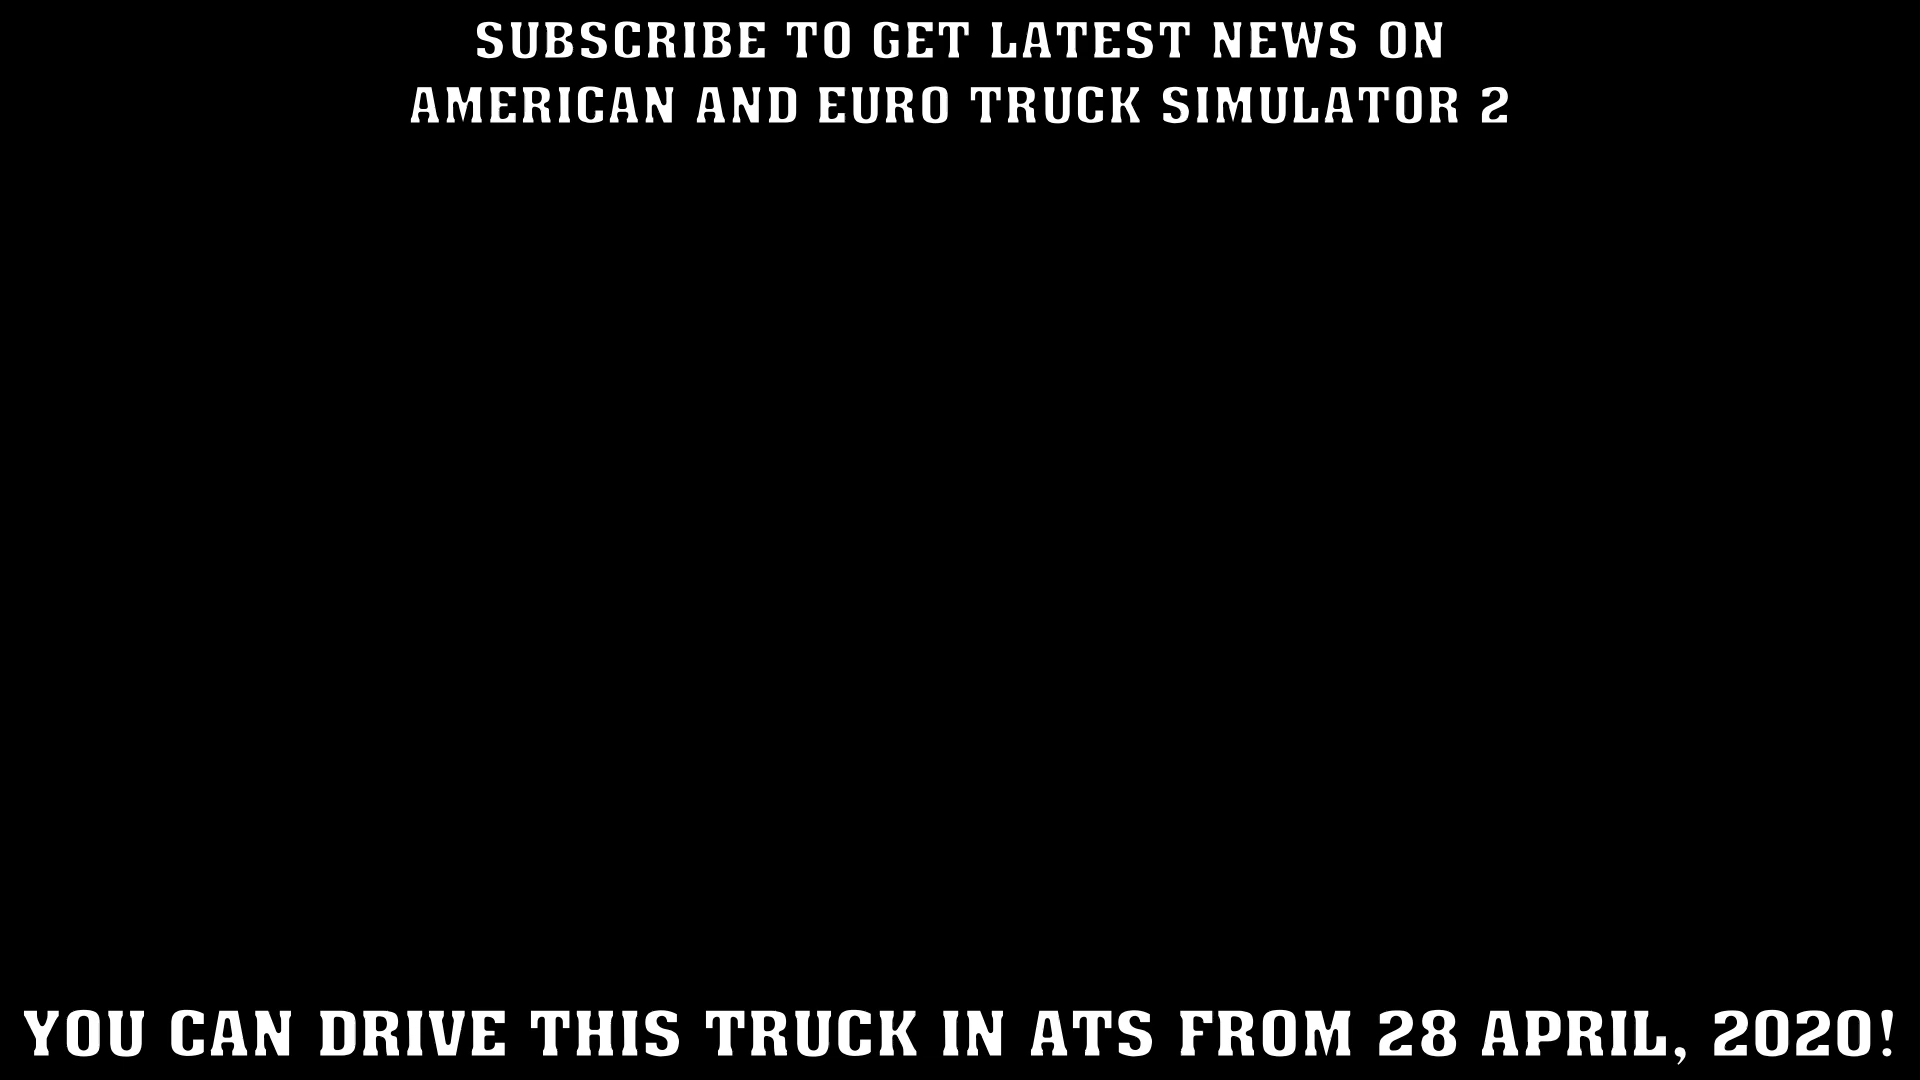 SUBSCRIBE TO GET LATEST NEWS ON
AMERICAN AND EURO TRUCK SIMULATOR 2
YOU CAN DRIVE THIS TRUCK IN ATS FROM 28 APRIL, 2020!